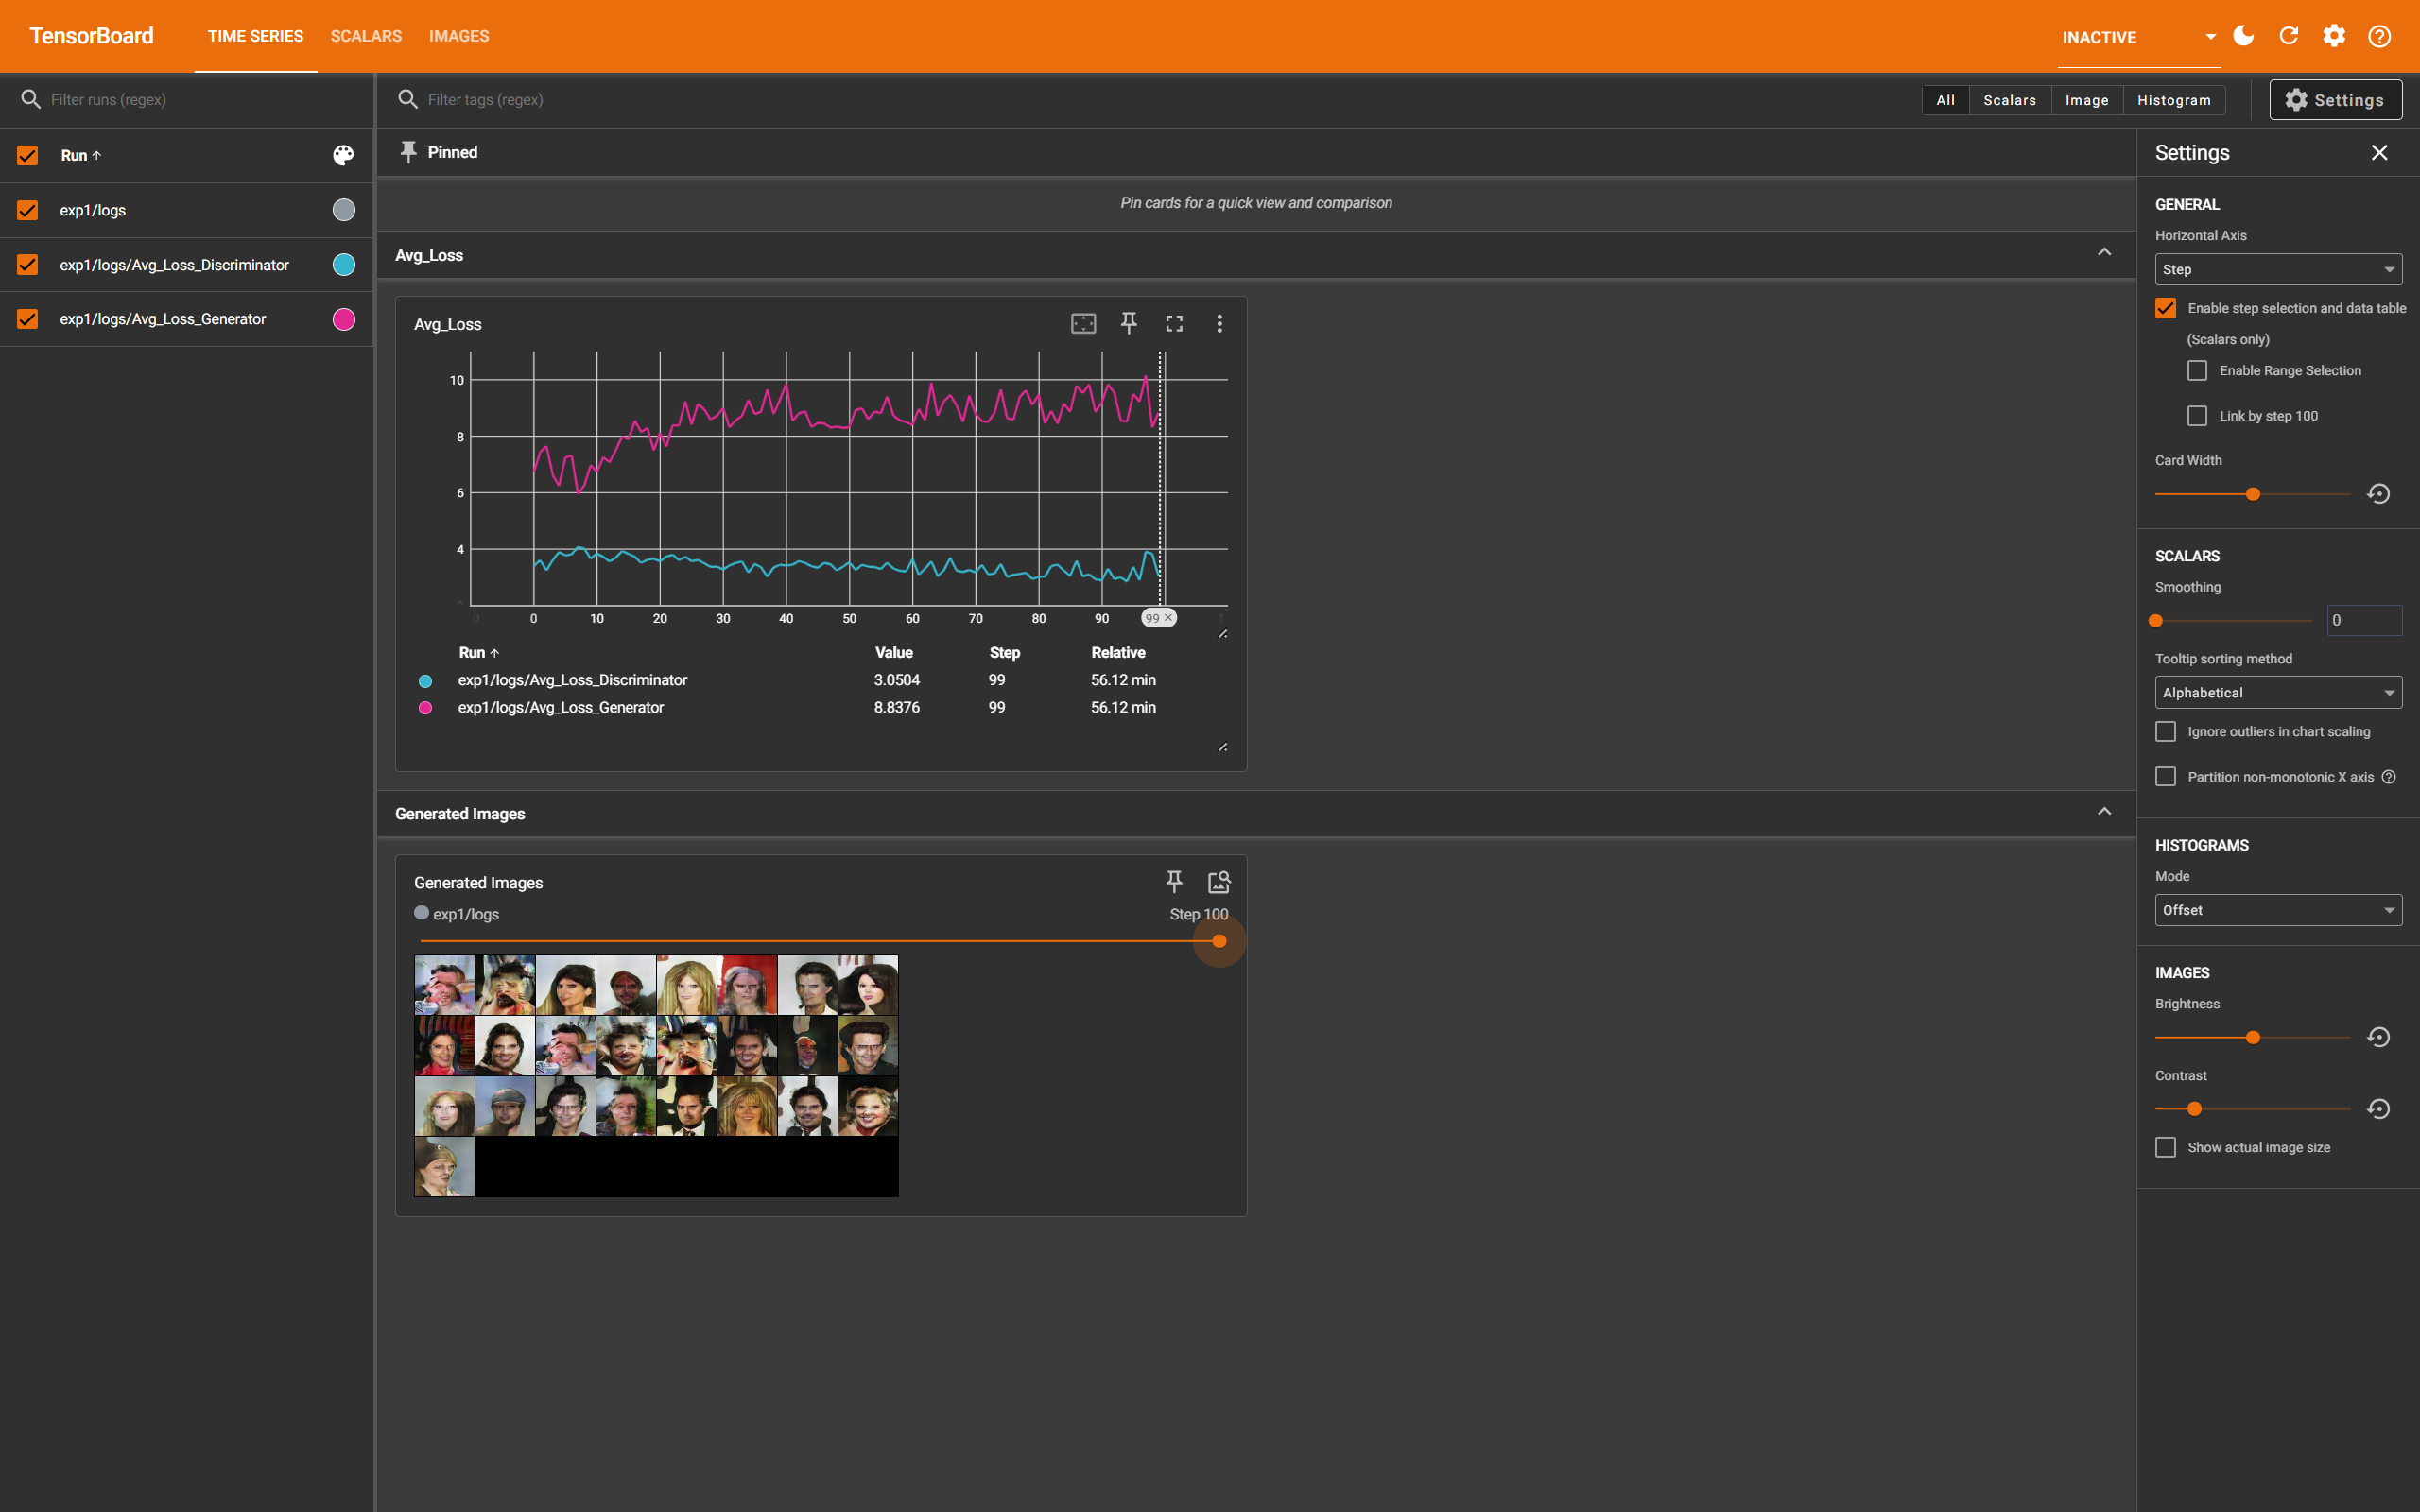 TensorBoard
TIME SERIES
SCALARS
IMAGES
INACTIVE
Filter runs (regex)
Filter tags (regex)
All
Scalars
Image
Histogram
Settings
Run
exp1/logs
exp1/logs/Avg_Loss_Discriminator
exp1/logs/Avg_Loss_Generator
Pinned
Pin cards for a quick view and comparison
Avg_Loss
Avg_Loss
10
8
6
4
0 10 20 30 40 50 60 70 80 90 99
Run Value Step Relative
exp1/logs/Avg_Loss_Discriminator 3.0504 99 56.12 min
exp1/logs/Avg_Loss_Generator 8.8376 99 56.12 min
Generated Images
Generated Images
exp1/logs
Step 100
Settings
GENERAL
Horizontal Axis
Step
Enable step selection and data table
(Scalars only)
Enable Range Selection
Link by step 100
Card Width
SCALARS
Smoothing
0
Tooltip sorting method
Alphabetical
Ignore outliers in chart scaling
Partition non-monotonic X axis
HISTOGRAMS
Mode
Offset
IMAGES
Brightness
Contrast
Show actual image size